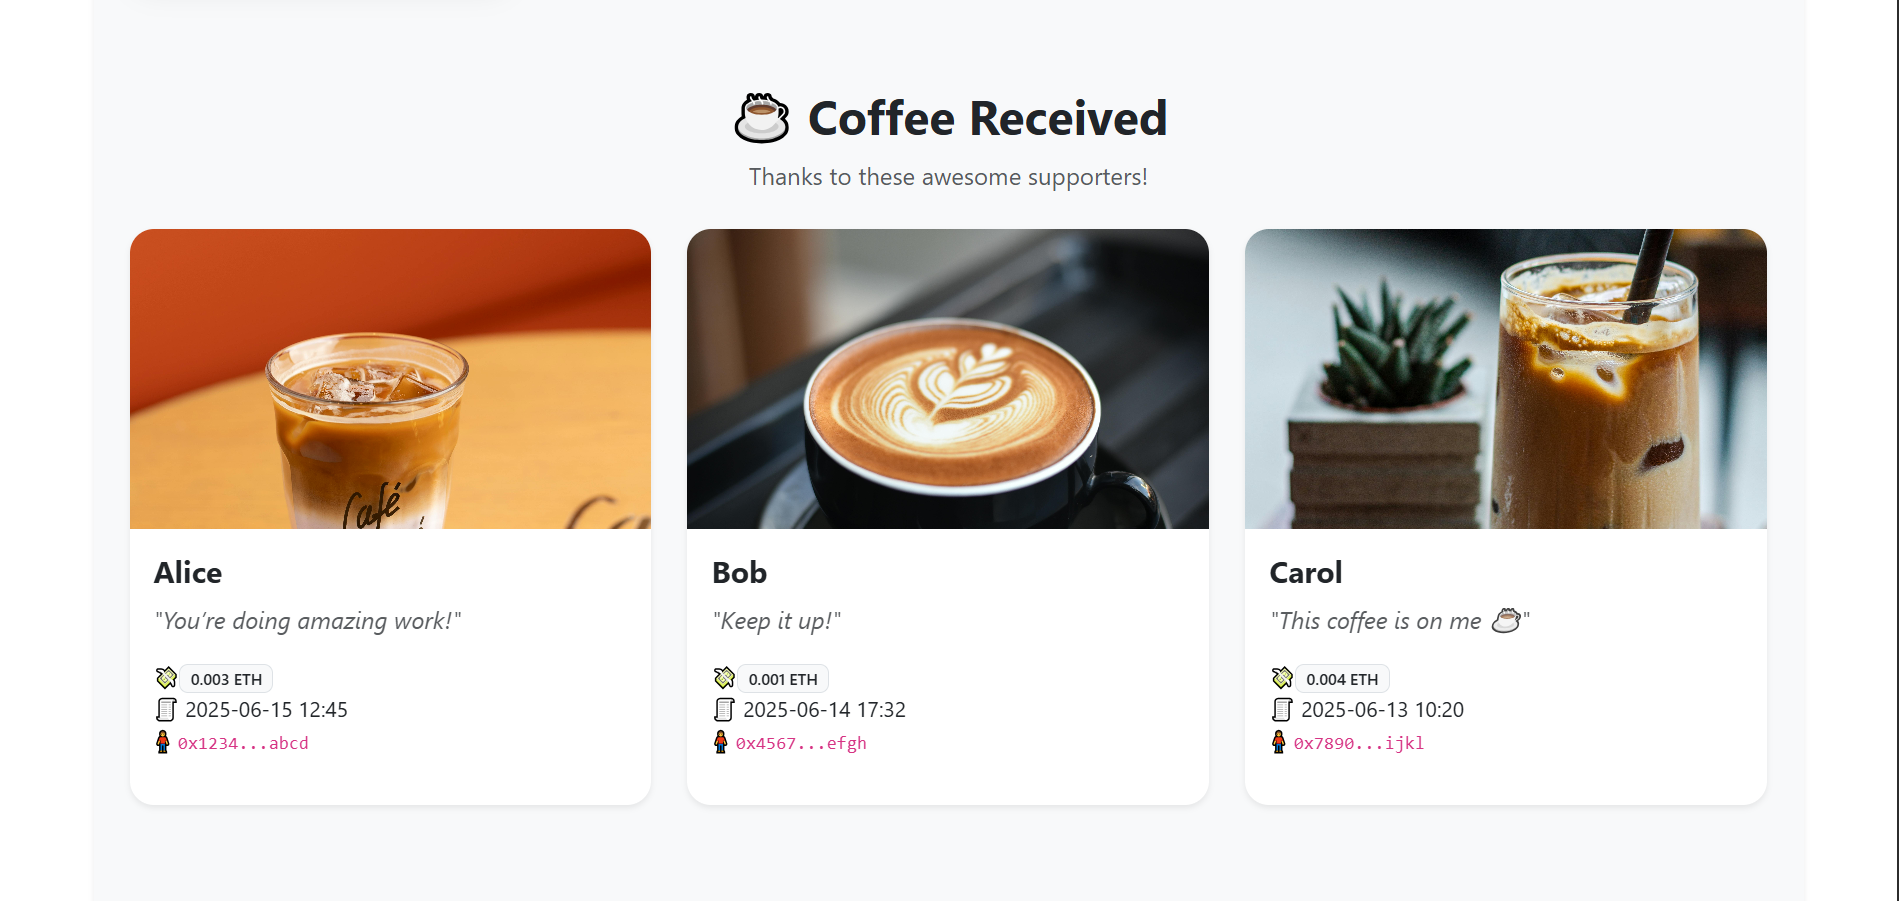 ☕ Coffee Received
Thanks to these awesome supporters!
Café
Alice
"You’re doing amazing work!"
💸 0.003 ETH
🧾 2025-06-15 12:45
🧍 0x1234...abcd
Bob
"Keep it up!"
💸 0.001 ETH
🧾 2025-06-14 17:32
🧍 0x4567...efgh
Carol
"This coffee is on me ☕"
💸 0.004 ETH
🧾 2025-06-13 10:20
🧍 0x7890...ijkl